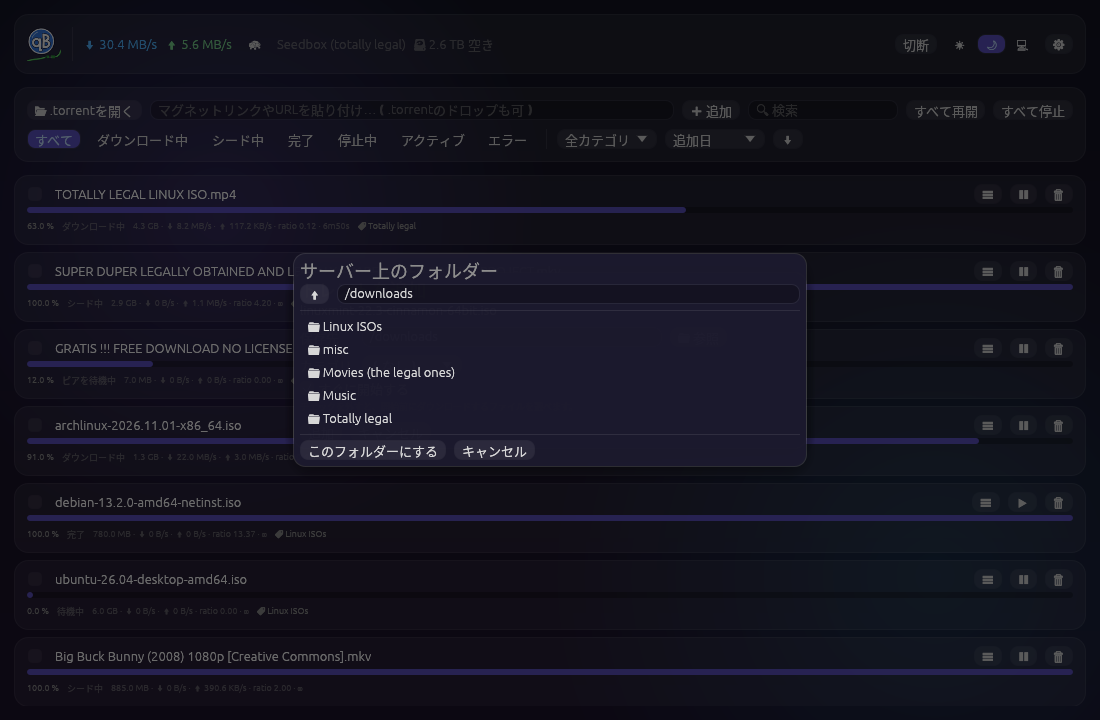 qB 30.4 MB/s 5.6 MB/s Seedbox (totally legal) 2.6 TB 空き 切断
.torrentを開く マグネットリンクやURLを貼り付け… ( .torrentのドロップも可 ) 追加 検索 すべて再開 すべて停止
すべて ダウンロード中 シード中 完了 停止中 アクティブ エラー 全カテゴリ 追加日
TOTALLY LEGAL LINUX ISO.mp4
63.0 % ダウンロード中 4.3 GB · 8.2 MB/s · 117.2 KB/s · ratio 0.12 · 6m50s Totally legal
SUPER DUPER LEGALLY OBTAINED AND L
100.0 % シード中 2.9 GB · 0 B/s · 1.1 MB/s · ratio 4.20 · ∞
GRATIS !!! FREE DOWNLOAD NO LICENSE
12.0 % ピアを待機中 7.0 MB · 0 B/s · 0 B/s · ratio 0.00 · ∞
archlinux-2026.11.01-x86_64.iso
91.0 % ダウンロード中 1.3 GB · 22.0 MB/s · 3.0 MB/s · ratio
サーバー上のフォルダー
/downloads
Linux ISOs
misc
Movies (the legal ones)
Music
Totally legal
このフォルダーにする キャンセル
debian-13.2.0-amd64-netinst.iso
100.0 % 完了 780.0 MB · 0 B/s · 0 B/s · ratio 13.37 · ∞ Linux ISOs
ubuntu-26.04-desktop-amd64.iso
0.0 % 待機中 6.0 GB · 0 B/s · 0 B/s · ratio 0.00 · ∞ Linux ISOs
Big Buck Bunny (2008) 1080p [Creative Commons].mkv
100.0 % シード中 885.0 MB · 0 B/s · 390.6 KB/s · ratio 2.00 · ∞